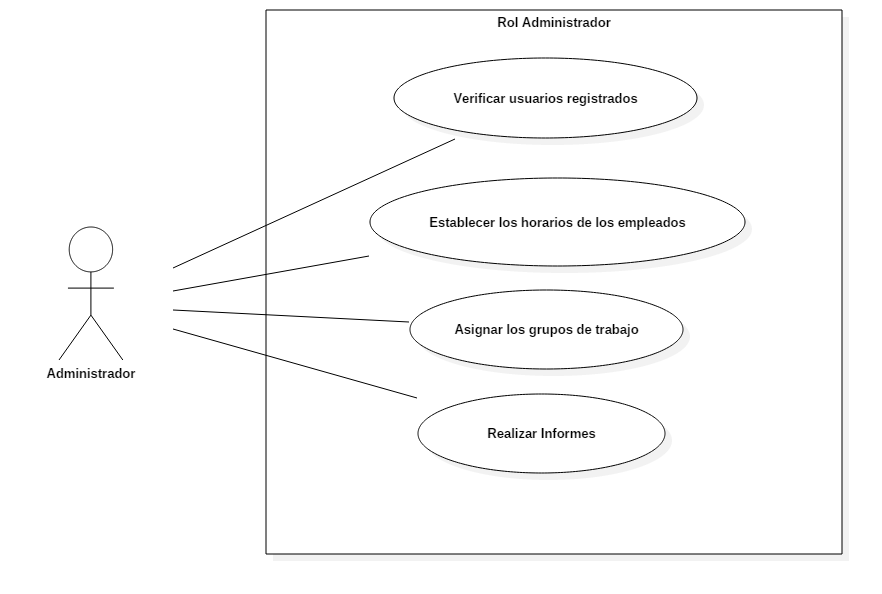 Rol Administrador
Verificar usuarios registrados
Establecer los horarios de los empleados
Asignar los grupos de trabajo
Administrador
Realizar Informes